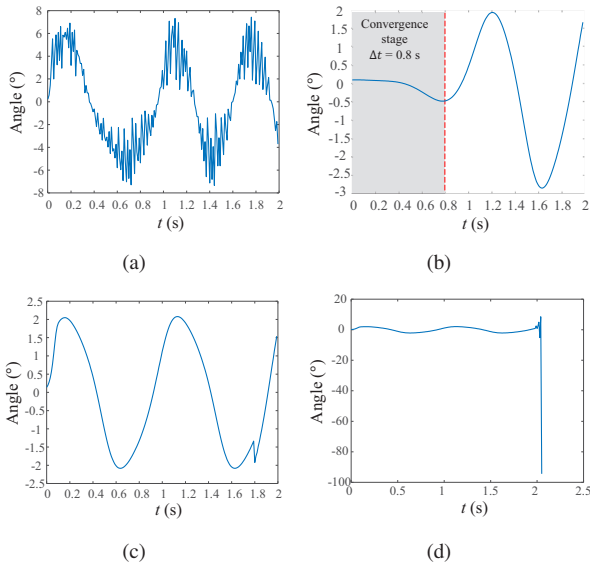 8
6
4
2
0
-2
-4
-6
-8
Angle (°)
0 0.2 0.4 0.6 0.8 1 1.2 1.4 1.6 1.8 2
t (s)
(a)
Convergence
stage
Δt = 0.8 s
2
1.5
1
0.5
0
-0.5
-1
-1.5
-2
-2.5
-3
Angle (°)
0 0.2 0.4 0.6 0.8 1 1.2 1.4 1.6 1.8 2
t (s)
(b)
2.5
2
1.5
1
0.5
0
-0.5
-1
-1.5
-2
-2.5
Angle (°)
0 0.2 0.4 0.6 0.8 1 1.2 1.4 1.6 1.8 2
t (s)
(c)
20
0
-20
-40
-60
-80
-100
Angle (°)
0 0.5 1 1.5 2 2.5
t (s)
(d)